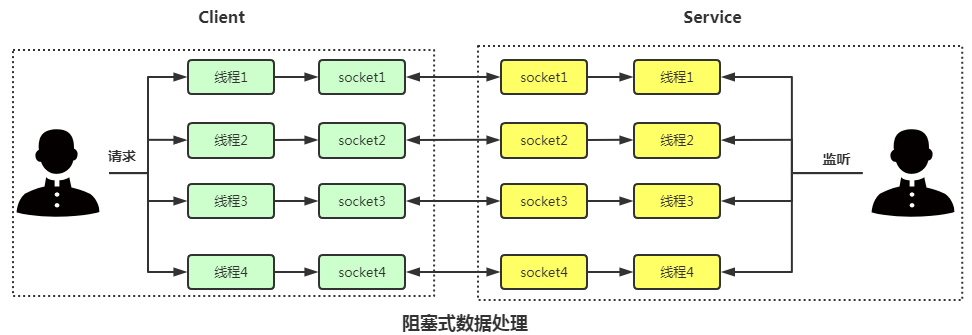 Client
Service
线程1
socket1
socket1
线程1
线程2
socket2
socket2
线程2
请求
监听
线程3
socket3
socket3
线程3
线程4
socket4
socket4
线程4
阻塞式数据处理